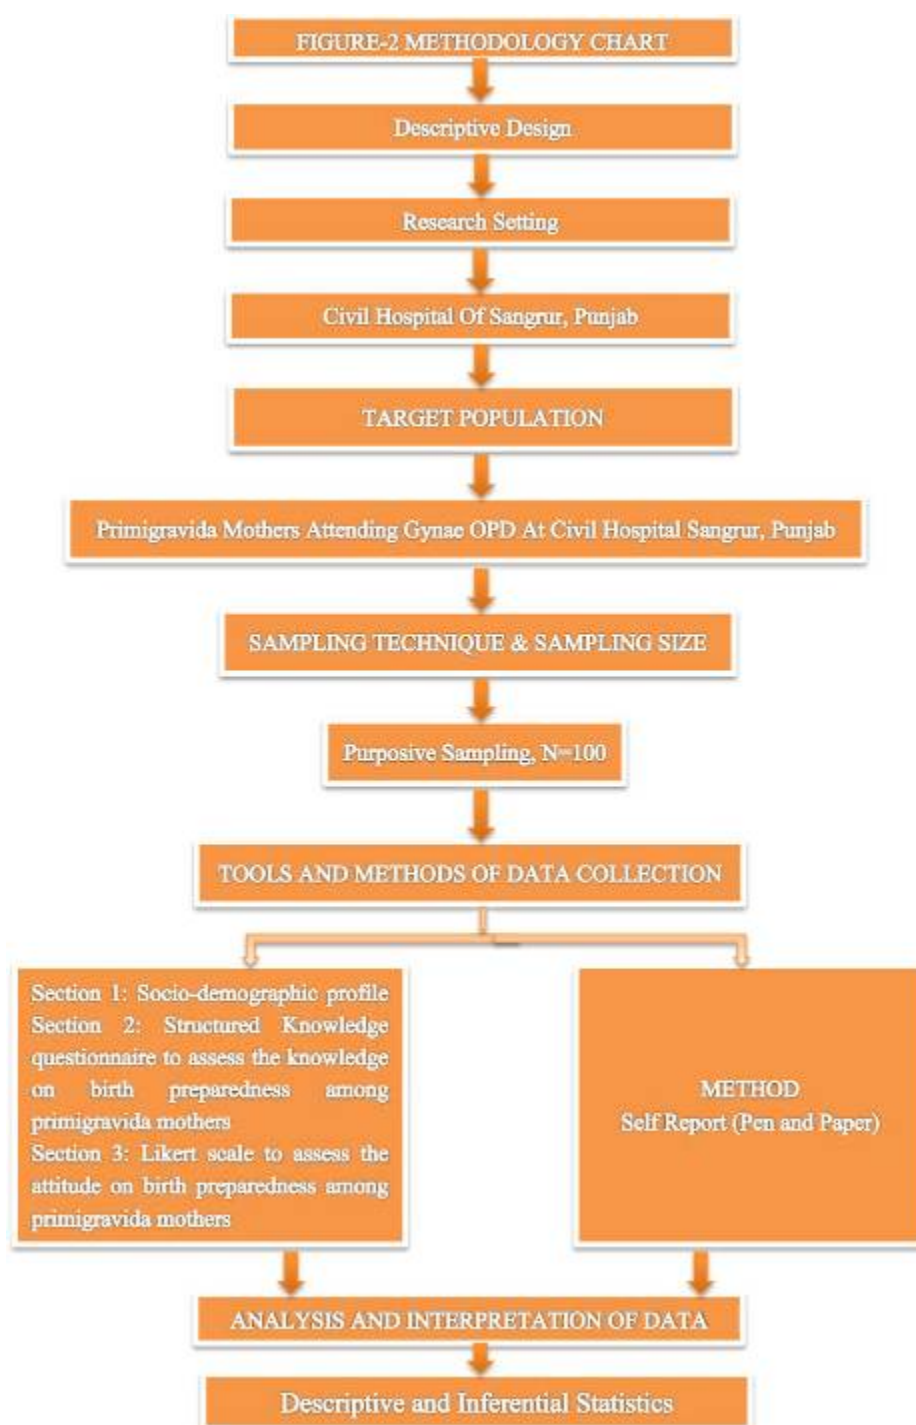 FIGURE-2 METHODOLOGY CHART
Descriptive Design
Research Setting
Civil Hospital Of Sangrur, Punjab
TARGET POPULATION
Primigravida Mothers Attending Gynae OPD At Civil Hospital Sangrur, Punjab
SAMPLING TECHNIQUE & SAMPLING SIZE
Purposive Sampling, N=100
TOOLS AND METHODS OF DATA COLLECTION
Section 1: Socio-demographic profile
Section 2: Structured Knowledge
questionnaire to assess the knowledge
on birth preparedness among
primigravida mothers
Section 3: Likert scale to assess the
attitude on birth preparedness among
primigravida mothers
METHOD
Self Report (Pen and Paper)
ANALYSIS AND INTERPRETATION OF DATA
Descriptive and Inferential Statistics